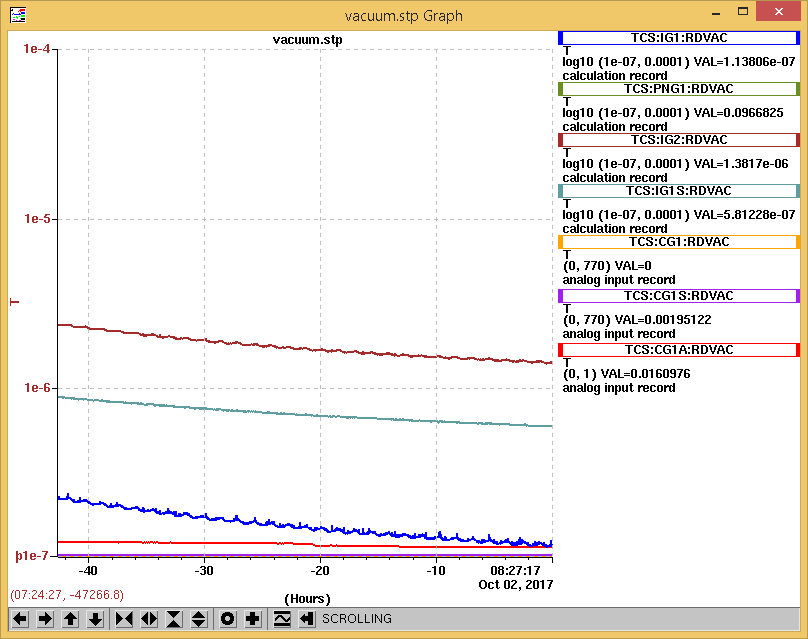 vacuum.stp Graph
vacuum.stp
1e-4
1e-5
T
1e-6
1e-7
-40
-30
-20
-10
08:27:17
Oct 02, 2017
(07:24:27, -47266.8)
(Hours)
SCROLLING
TCS:IG1:RDVAC
T
log10 (1e-07, 0.0001) VAL=1.13806e-07
calculation record
TCS:PNG1:RDVAC
T
log10 (1e-07, 0.0001) VAL=0.0966825
calculation record
TCS:IG2:RDVAC
T
log10 (1e-07, 0.0001) VAL=1.3817e-06
calculation record
TCS:IG1S:RDVAC
T
log10 (1e-07, 0.0001) VAL=5.81228e-07
calculation record
TCS:CG1:RDVAC
T
(0, 770) VAL=0
analog input record
TCS:CG1S:RDVAC
T
(0, 770) VAL=0.00195122
analog input record
TCS:CG1A:RDVAC
T
(0, 1) VAL=0.0160976
analog input record